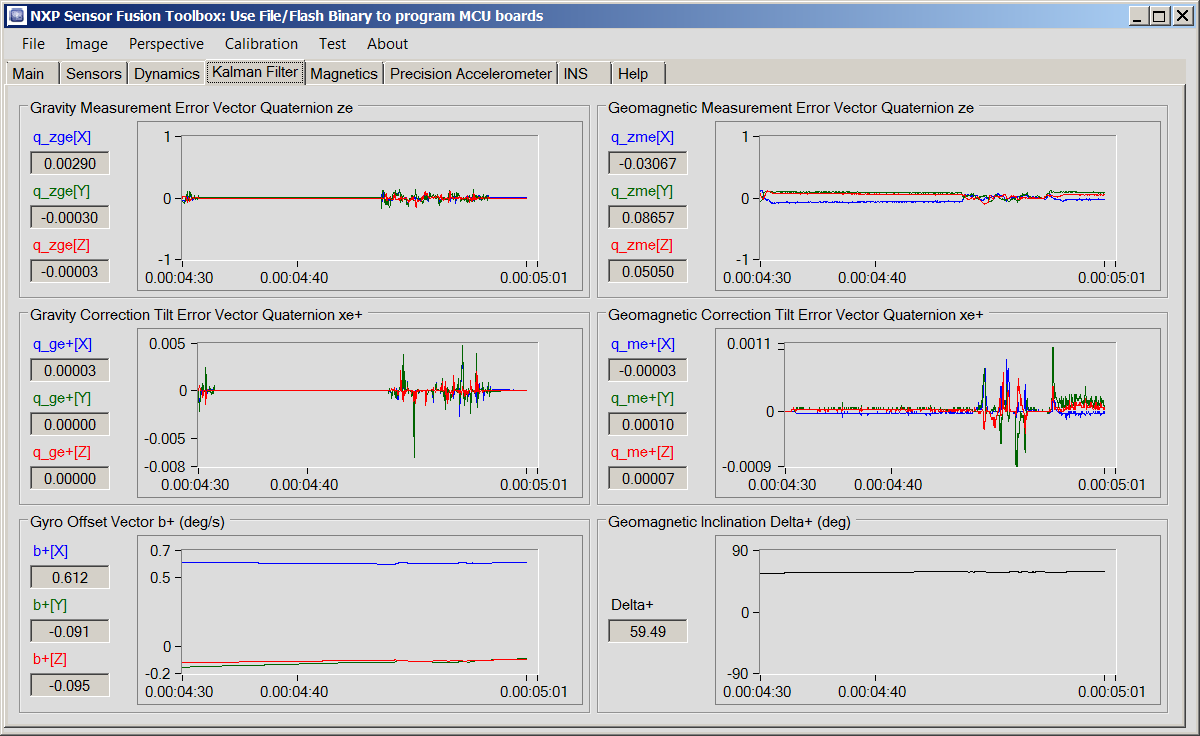 NXP Sensor Fusion Toolbox: Use File/Flash Binary to program MCU boards
File Image Perspective Calibration Test About
Main Sensors Dynamics Kalman Filter Magnetics Precision Accelerometer INS Help
Gravity Measurement Error Vector Quaternion ze
q_zge[X]
0.00290
q_zge[Y]
-0.00030
q_zge[Z]
-0.00003
1
0
-1
0.00:04:30 0.00:04:40 0.00:05:01
Geomagnetic Measurement Error Vector Quaternion ze
q_zme[X]
-0.03067
q_zme[Y]
0.08657
q_zme[Z]
0.05050
1
0
-1
0.00:04:30 0.00:04:40 0.00:05:01
Gravity Correction Tilt Error Vector Quaternion xe+
q_ge+[X]
0.00003
q_ge+[Y]
0.00000
q_ge+[Z]
0.00000
0.005
0
-0.005
-0.008
0.00:04:30 0.00:04:40 0.00:05:01
Geomagnetic Correction Tilt Error Vector Quaternion xe+
q_me+[X]
-0.00003
q_me+[Y]
0.00010
q_me+[Z]
0.00007
0.0011
0
-0.0009
0.00:04:30 0.00:04:40 0.00:05:01
Gyro Offset Vector b+ (deg/s)
b+[X]
0.612
b+[Y]
-0.091
b+[Z]
-0.095
0.7
0.5
0
-0.2
0.00:04:30 0.00:04:40 0.00:05:01
Geomagnetic Inclination Delta+ (deg)
Delta+
59.49
90
0
-90
0.00:04:30 0.00:04:40 0.00:05:01